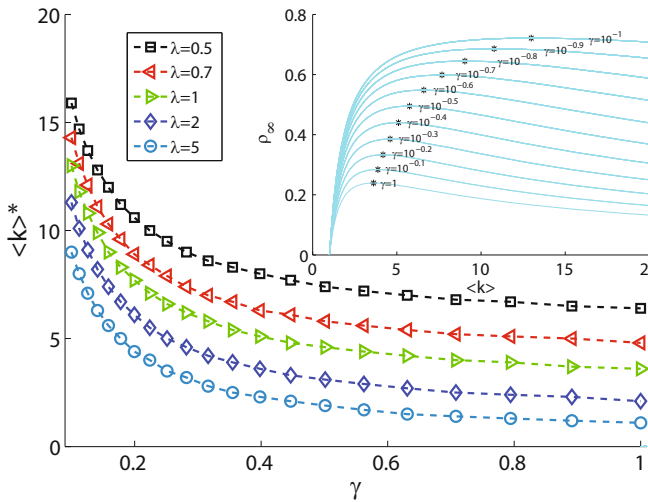 20
15
10
5
0
<k>*
0.2
0.4
0.6
0.8
1
γ
λ=0.5
λ=0.7
λ=1
λ=2
λ=5
0.8
0.6
0.4
0.2
0
ρ∞
0
5
10
15
20
<k>
γ=10⁻¹
γ=10⁻⁰·⁹
γ=10⁻⁰·⁸
γ=10⁻⁰·⁷
γ=10⁻⁰·⁶
γ=10⁻⁰·⁵
γ=10⁻⁰·⁴
γ=10⁻⁰·³
γ=10⁻⁰·²
γ=10⁻⁰·¹
γ=1